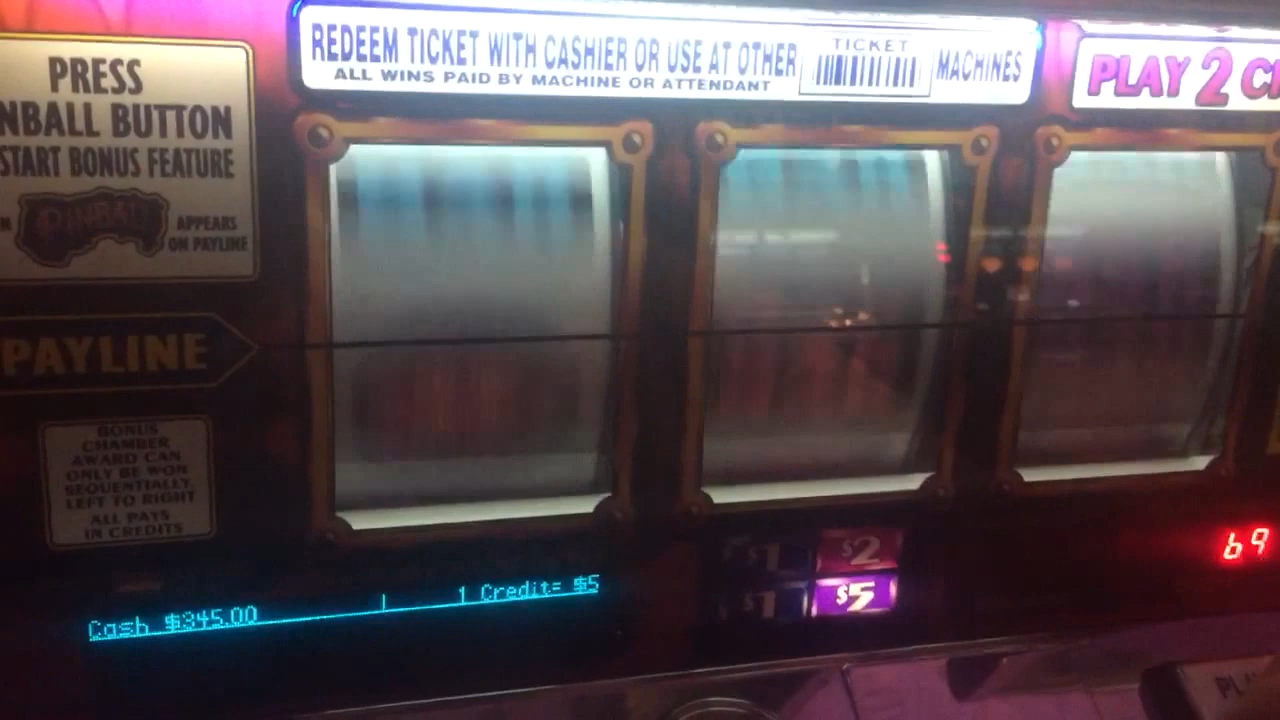 REDEEM TICKET WITH CASHIER OR USE AT OTHER
TICKET
MACHINES
ALL WINS PAID BY MACHINE OR ATTENDANT
PLAY 2
PRESS
NBALL BUTTON
START BONUS FEATURE
PINBALL
APPEARS
ON PAYLINE
PAYLINE
BONUS
CHAMBER
AWARD CAN
ONLY BE WON
SEQUENTIALLY,
LEFT TO RIGHT
ALL PAYS
IN CREDITS
Cash $345.00
1 Credit= $5
$1
$2
$1
$5
69